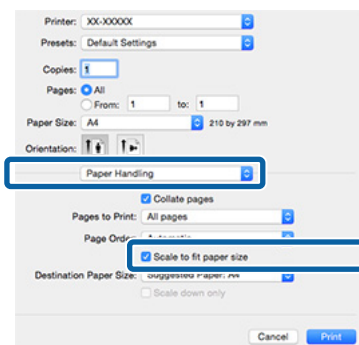 Printer: XX-XXXXX
Presets: Default Settings
Copies: 1
Pages: All
From: 1 to: 1
Paper Size: A4 210 by 297 mm
Orientation:
Paper Handling
Collate pages
Pages to Print: All pages
Page Order: Automatic
Scale to fit paper size
Destination Paper Size: Suggested Paper: A4
Scale down only
Cancel Print